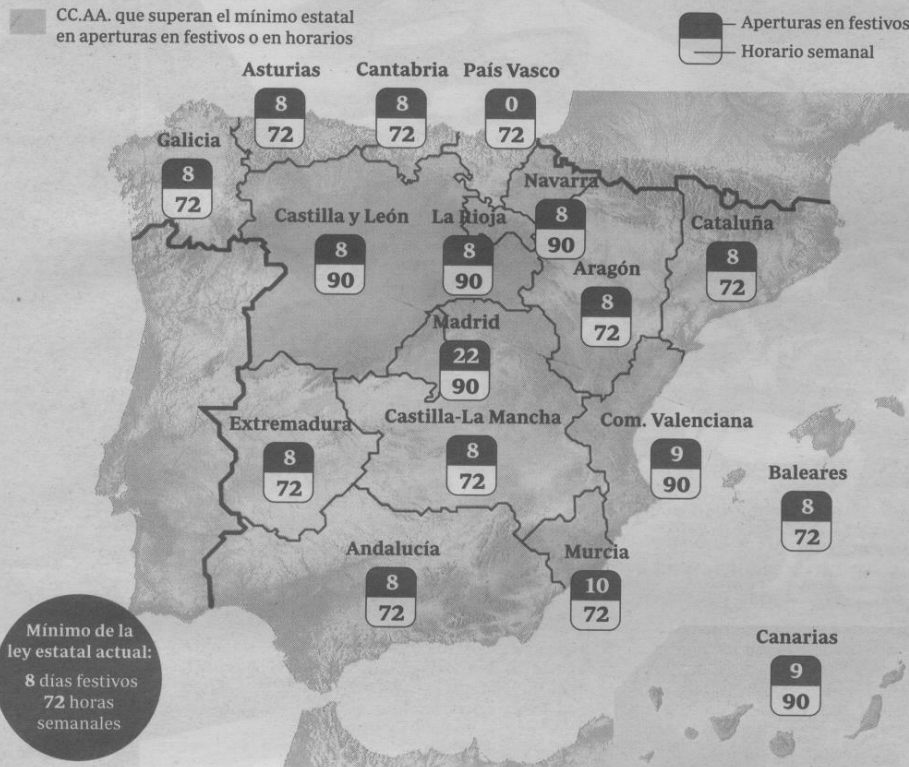 CC.AA. que superan el mínimo estatal
en aperturas en festivos o en horarios
Aperturas en festivos
Horario semanal
Asturias
8
72
Cantabria
8
72
País Vasco
0
72
Galicia
8
72
Navarra
8
90
Castilla y León
8
90
La Rioja
8
90
Cataluña
8
72
Aragón
8
72
Madrid
22
90
Extremadura
8
72
Castilla-La Mancha
8
72
Com. Valenciana
9
90
Baleares
8
72
Andalucía
8
72
Murcia
10
72
Canarias
9
90
Mínimo de la
ley estatal actual:
8 días festivos
72 horas
semanales